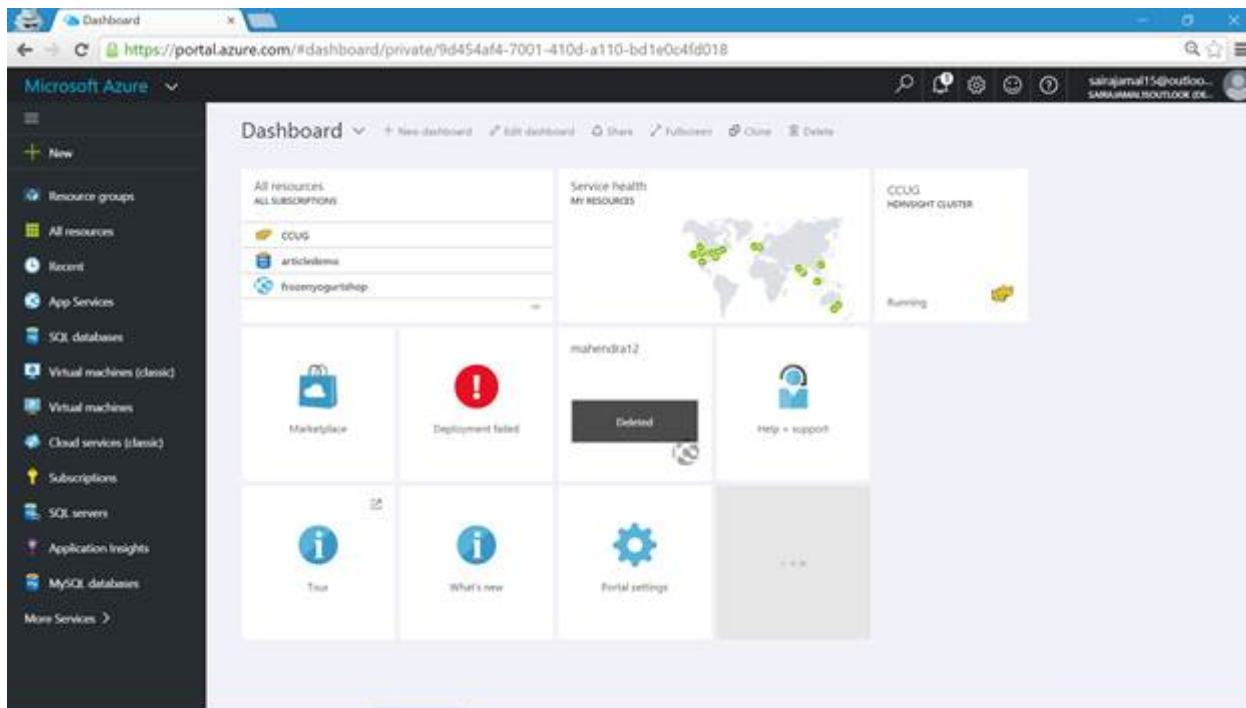 Dashboard
https://portal.azure.com/#dashboard/private/9d454af4-7001-410d-a110-bd1e0c4fd018
Microsoft Azure
sairajamal15@outloo...
Dashboard + New dashboard Edit dashboard Share Fullscreen Clone Delete
New
Resource groups
All resources
Recent
App Services
SQL databases
Virtual machines (classic)
Virtual machines
Cloud services (classic)
Subscriptions
SQL servers
Application Insights
MySQL databases
More Services >
All resources
ALL SUBSCRIPTIONS
CCUG
articledemo
frozenyogurtshop
Service health
MY RESOURCES
CCUG
HDINSIGHT CLUSTER
Running
Marketplace
Deployment failed
mahendra12
Deleted
Help + support
Tour
What's new
Portal settings